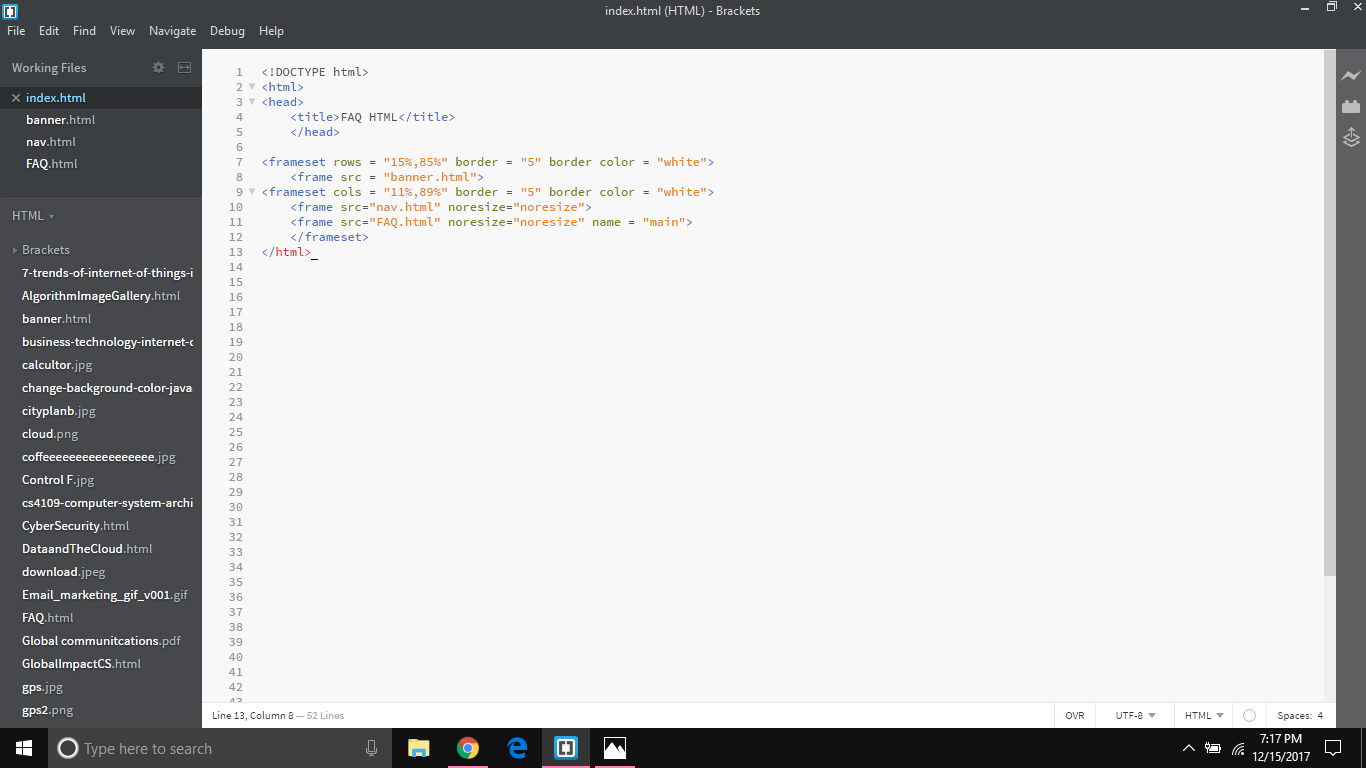 index.html (HTML) - Brackets
File Edit Find View Navigate Debug Help
Working Files
index.html
banner.html
nav.html
FAQ.html
HTML
Brackets
7-trends-of-internet-of-things-i
AlgorithmImageGallery.html
banner.html
business-technology-internet-c
calcultor.jpg
change-background-color-java
cityplanb.jpg
cloud.png
coffeeeeeeeeeeeeeeeee.jpg
Control F.jpg
cs4109-computer-system-archi
CyberSecurity.html
DataandTheCloud.html
download.jpeg
Email_marketing_gif_v001.gif
FAQ.html
Global communitcations.pdf
GlobalImpactCS.html
gps.jpg
gps2.png
1 <!DOCTYPE html>
2 <html>
3 <head>
4 <title>FAQ HTML</title>
5 </head>
6
7 <frameset rows = "15%,85%" border = "5" border color = "white">
8 <frame src = "banner.html">
9 <frameset cols = "11%,89%" border = "5" border color = "white">
10 <frame src="nav.html" noresize="noresize">
11 <frame src="FAQ.html" noresize="noresize" name = "main">
12 </frameset>
13 </html>
14
15
16
17
18
19
20
21
22
23
24
25
26
27
28
29
30
31
32
33
34
35
36
37
38
39
40
41
42
43
Line 13, Column 8 — 52 Lines
OVR UTF-8 HTML Spaces: 4
Type here to search
7:17 PM
12/15/2017